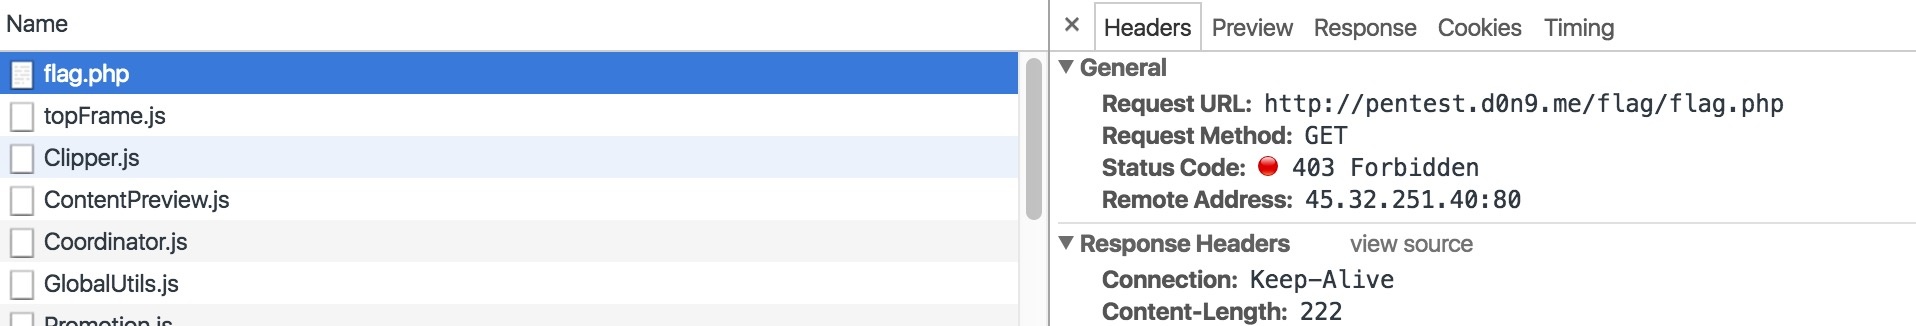 Name
flag.php
topFrame.js
Clipper.js
ContentPreview.js
Coordinator.js
GlobalUtils.js
Promotion.js
× Headers Preview Response Cookies Timing
▼ General
Request URL: http://pentest.d0n9.me/flag/flag.php
Request Method: GET
Status Code: 403 Forbidden
Remote Address: 45.32.251.40:80
▼ Response Headers view source
Connection: Keep-Alive
Content-Length: 222